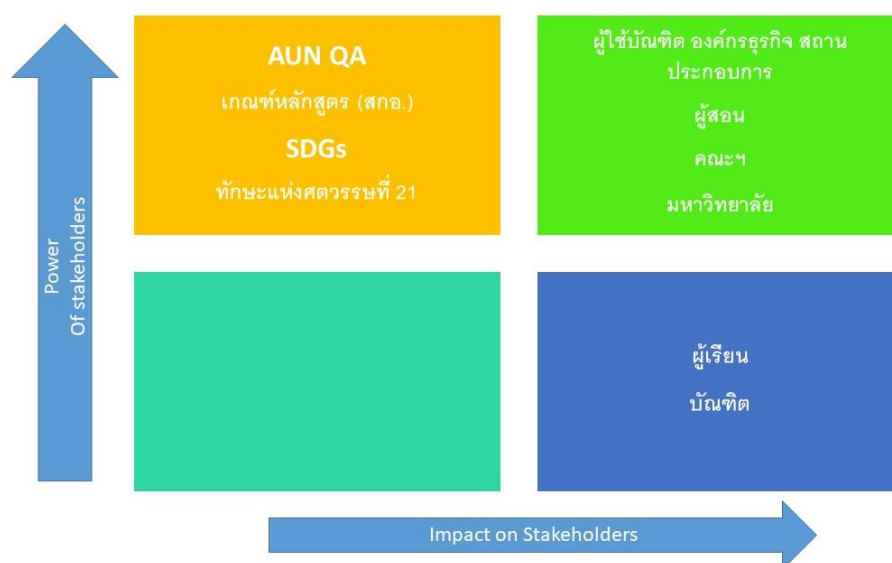 AUN QA
เกณฑ์หลักสูตร (สกอ.)
SDGs
ทักษะแห่งศตวรรษที่ 21
ผู้ใช้บัณฑิต องค์กรธุรกิจ สถาน
ประกอบการ
ผู้สอน
คณะฯ
มหาวิทยาลัย
Power
Of stakeholders
ผู้เรียน
บัณฑิต
Impact on Stakeholders